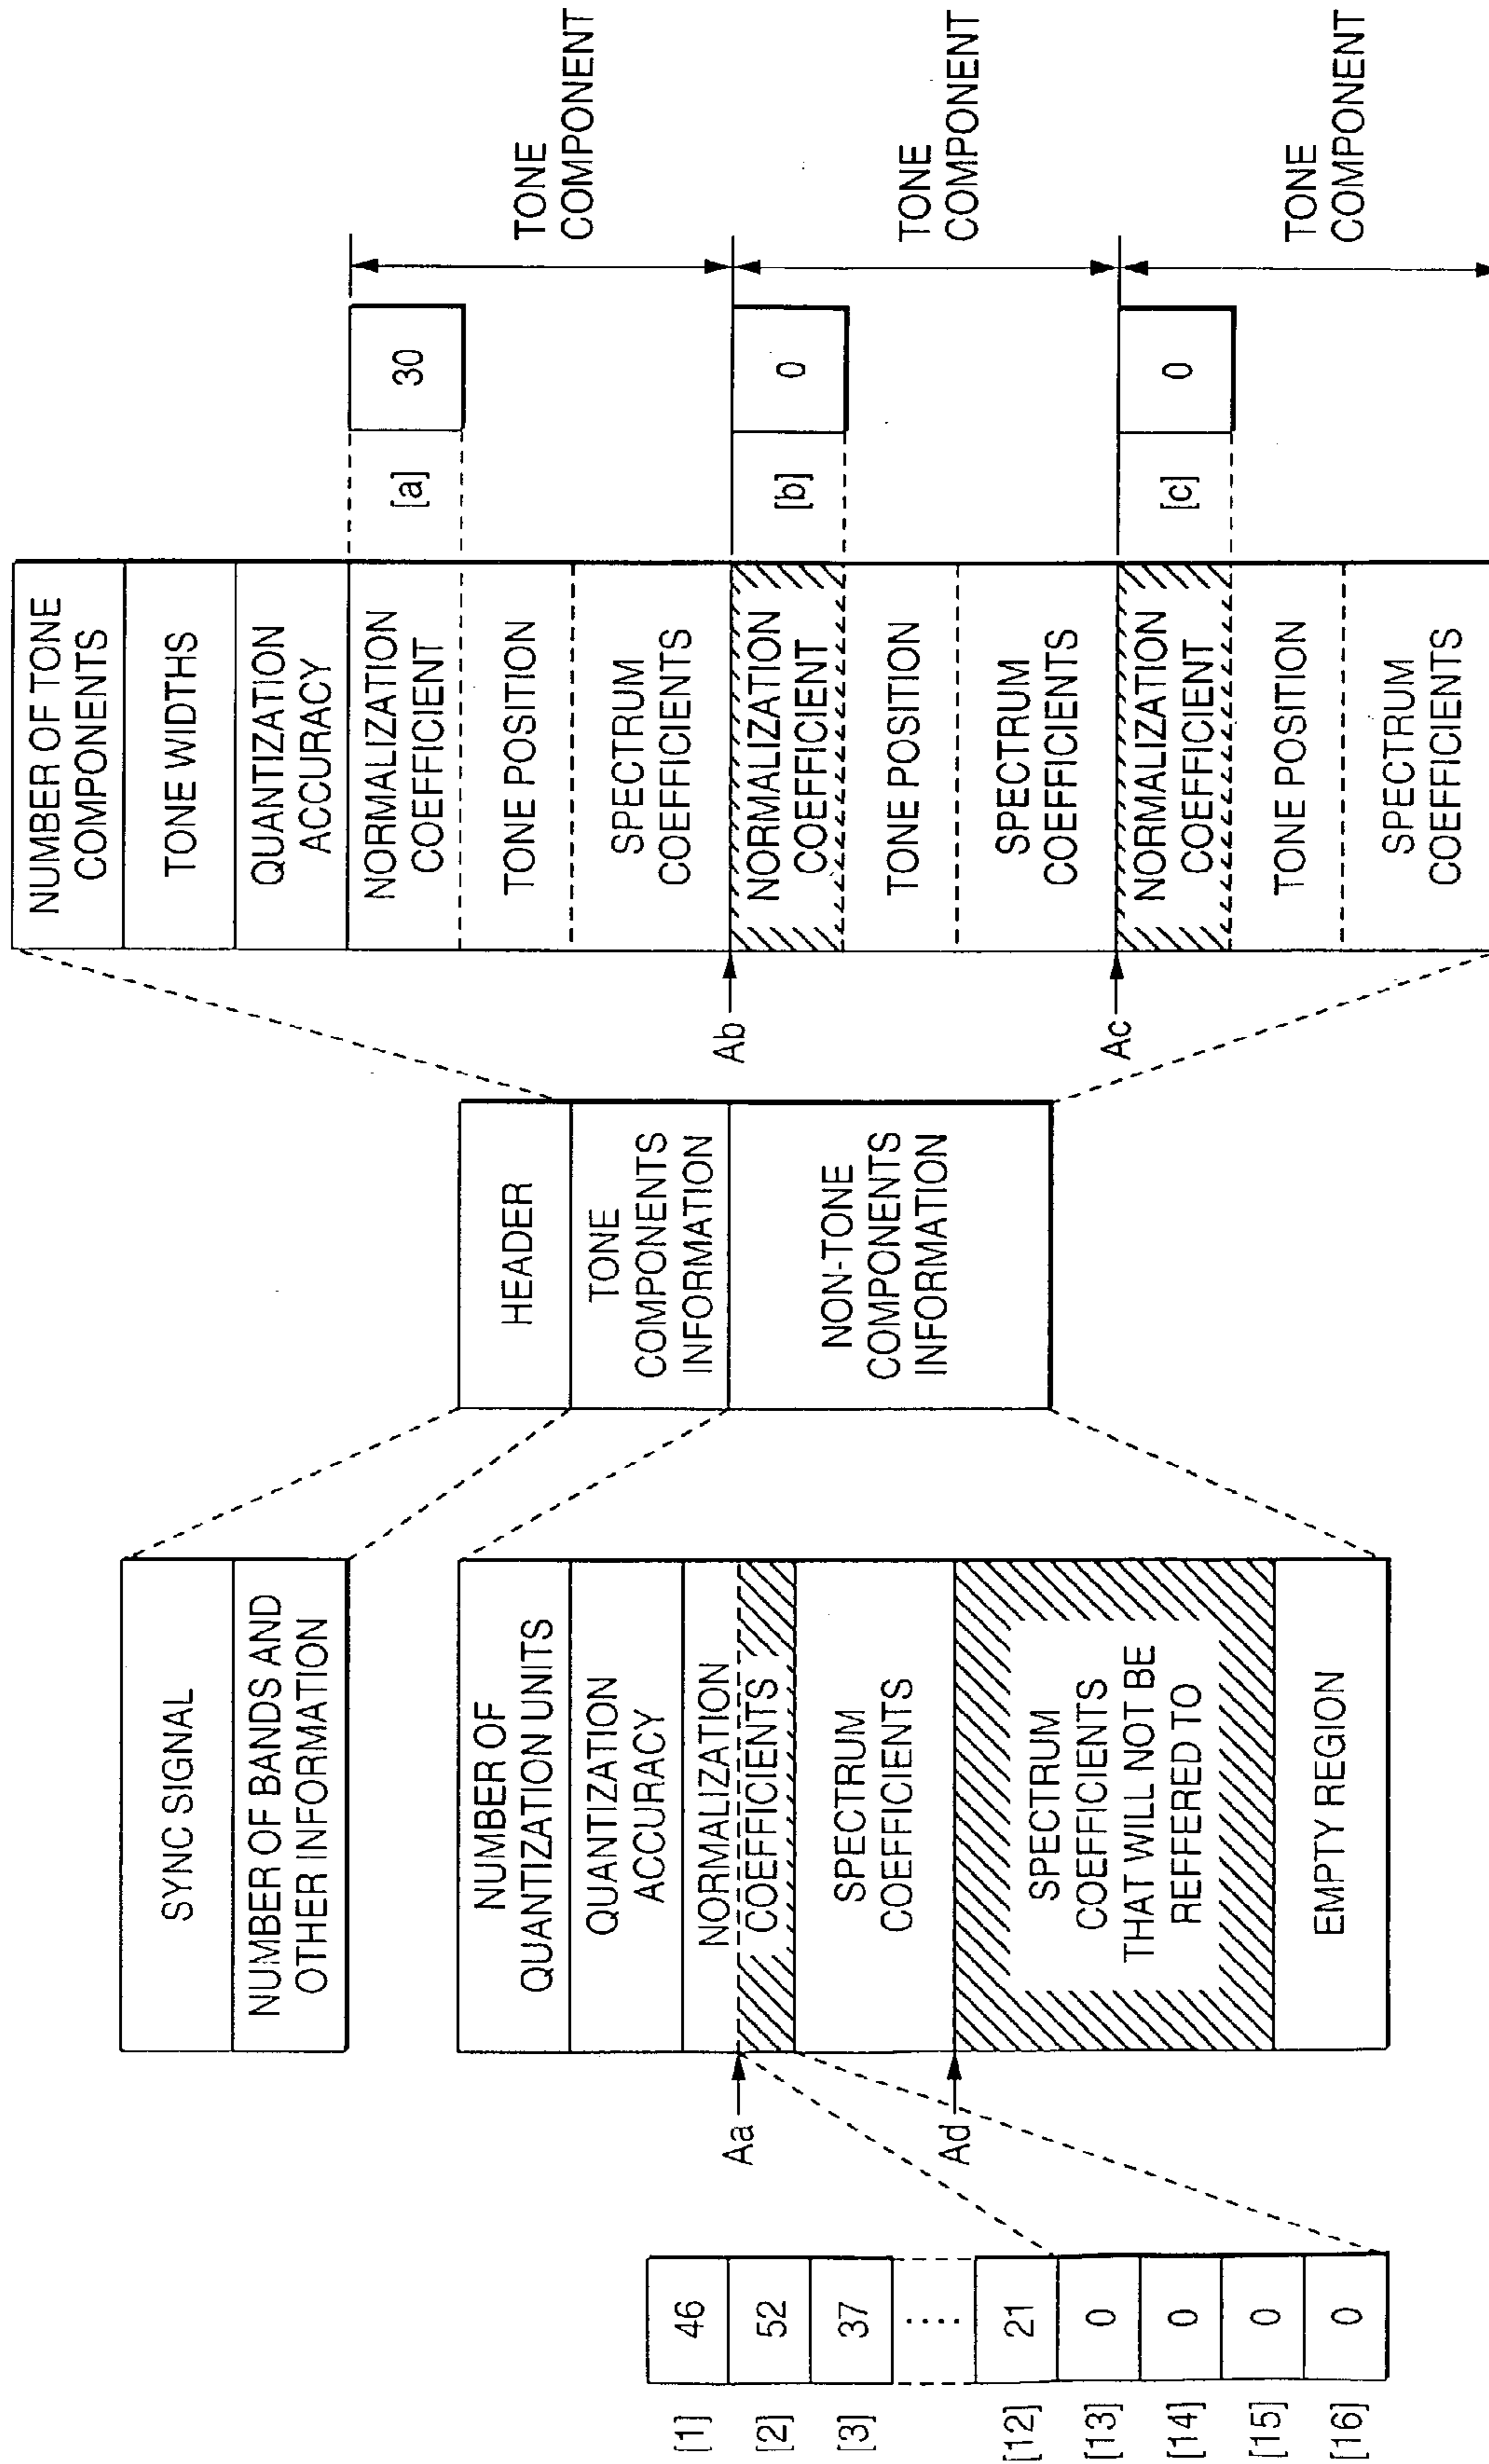 SYNC SIGNAL
NUMBER OF BANDS AND
OTHER INFORMATION
NUMBER OF
QUANTIZATION UNITS
QUANTIZATION
ACCURACY
NORMALIZATION
COEFFICIENTS
SPECTRUM
COEFFICIENTS
SPECTRUM
COEFFICIENTS
THAT WILL NOT BE
REFFERED TO
EMPTY REGION
Aa
Ad
[1] 46
[2] 52
[3] 37
....
[12] 21
[13] 0
[14] 0
[15] 0
[16] 0
HEADER
TONE
COMPONENTS
INFORMATION
NON-TONE
COMPONENTS
INFORMATION
NUMBER OF TONE
COMPONENTS
TONE WIDTHS
QUANTIZATION
ACCURACY
NORMALIZATION
COEFFICIENT
TONE POSITION
SPECTRUM
COEFFICIENTS
Ab
NORMALIZATION
COEFFICIENT
TONE POSITION
SPECTRUM
COEFFICIENTS
Ac
NORMALIZATION
COEFFICIENT
TONE POSITION
SPECTRUM
COEFFICIENTS
[a] 30
[b] 0
[c] 0
TONE
COMPONENT
TONE
COMPONENT
TONE
COMPONENT